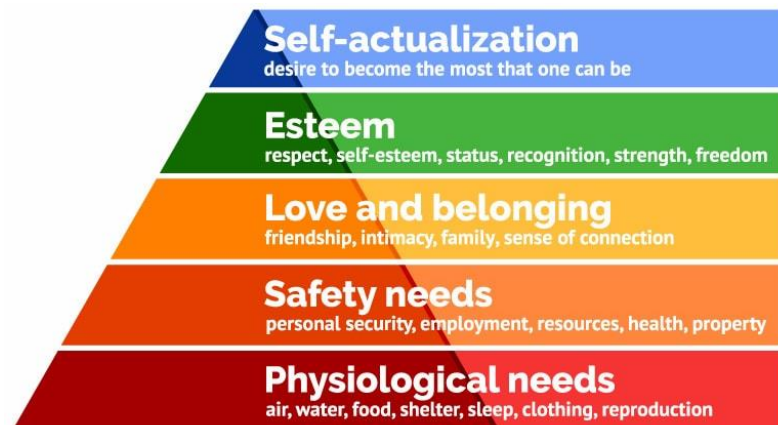 Self-actualization
desire to become the most that one can be
Esteem
respect, self-esteem, status, recognition, strength, freedom
Love and belonging
friendship, intimacy, family, sense of connection
Safety needs
personal security, employment, resources, health, property
Physiological needs
air, water, food, shelter, sleep, clothing, reproduction